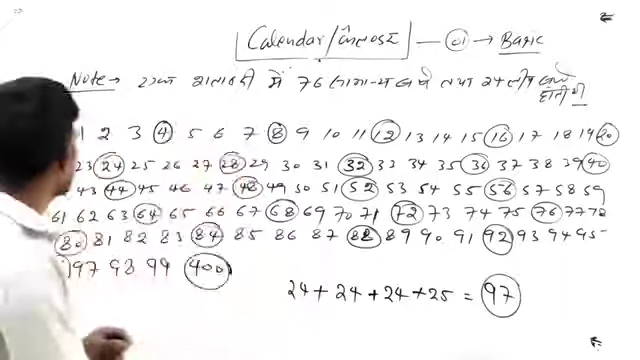 Calendar/कैलेण्डर — 01 → Basic
Note → एक शताब्दी में 76 सामान्य वर्ष तथा 24 लीप वर्ष
होती है
1 2 3 4 5 6 7 8 9 10 11 12 13 14 15 16 17 18 19 20
23 24 25 26 27 28 29 30 31 32 33 34 35 36 37 38 39 40
43 44 45 46 47 48 49 50 51 52 53 54 55 56 57 58 59
61 62 63 64 65 66 67 68 69 70 71 72 73 74 75 76 77 78
80 81 82 83 84 85 86 87 88 89 90 91 92 93 94 95
97 98 99 400
24 + 24 + 24 + 25 = 97